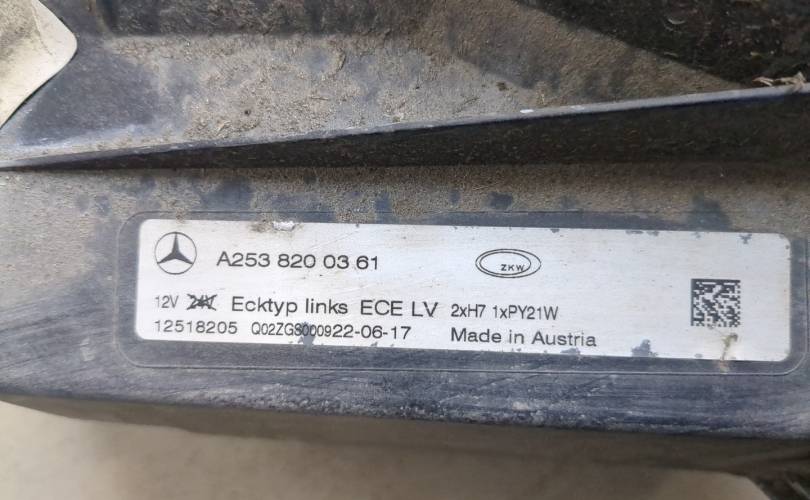 A253 820 03 61
ZKW
12V 24V Ecktyp links ECE LV 2xH7 1xPY21W
12518205 Q02ZGS000922-06-17 Made in Austria